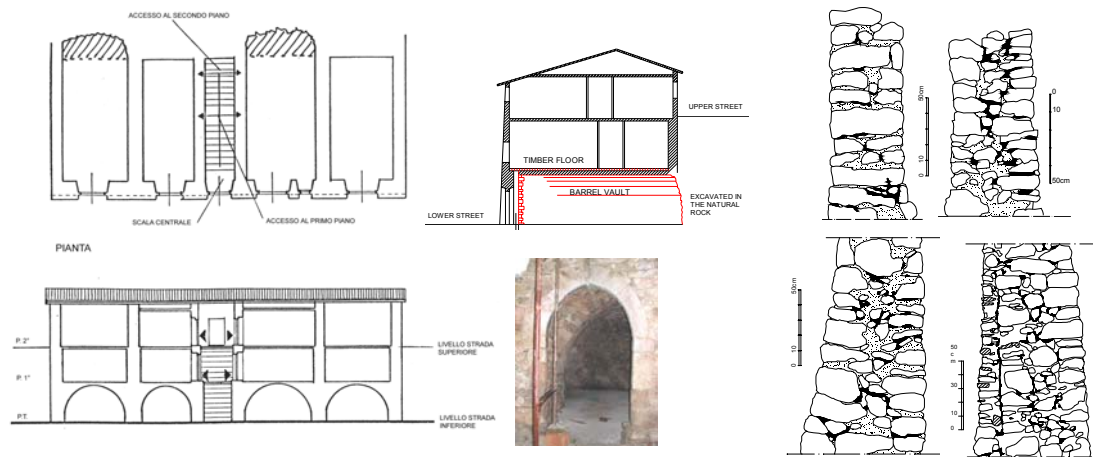 ACCESSO AL SECONDO PIANO
SCALA CENTRALE
ACCESSO AL PRIMO PIANO
PIANTA
P. 2°
P. 1°
P.T.
LIVELLO STRADA
SUPERIORE
LIVELLO STRADA
INFERIORE
UPPER STREET
TIMBER FLOOR
BARREL VAULT
EXCAVATED IN
THE NATURAL
ROCK
LOWER STREET
50cm
10
0
0
10
50cm
50cm
10
0
50
c
m
30
10
0